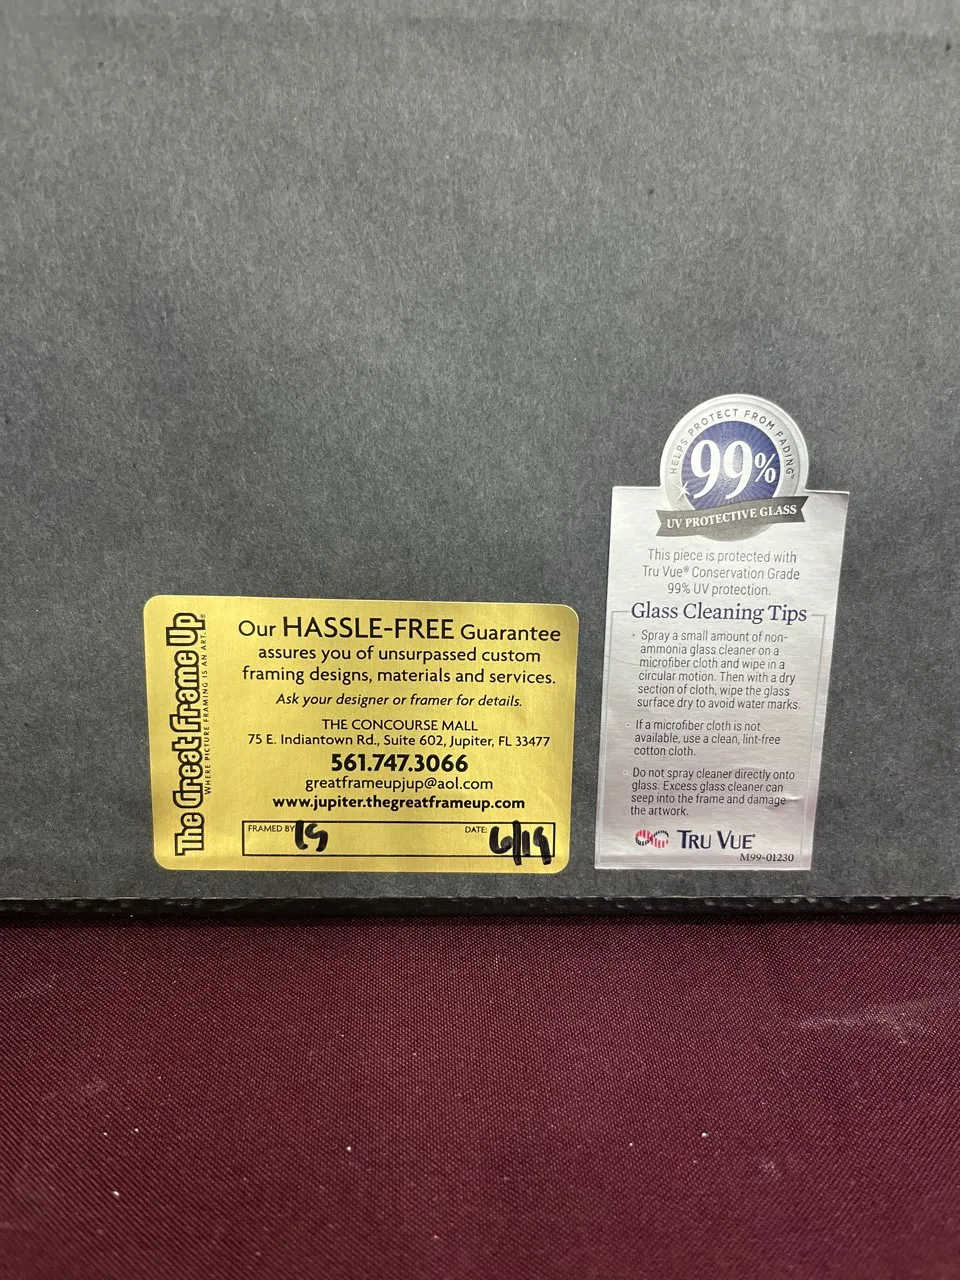 The Great Frame Up®
WHERE PICTURE FRAMING IS AN ART.
Our HASSLE-FREE Guarantee
assures you of unsurpassed custom
framing designs, materials and services.
Ask your designer or framer for details.
THE CONCOURSE MALL
75 E. Indiantown Rd., Suite 602, Jupiter, FL 33477
561.747.3066
greatframeupjup@aol.com
www.jupiter.thegreatframeup.com
FRAMED BY DATE: 6/19
HELPS PROTECT FROM FADING™
99%
UV PROTECTIVE GLASS
This piece is protected with
Tru Vue® Conservation Grade
99% UV protection.
Glass Cleaning Tips
• Spray a small amount of non-
ammonia glass cleaner on a
microfiber cloth and wipe in a
circular motion. Then with a dry
section of cloth, wipe the glass
surface dry to avoid water marks.
• If a microfiber cloth is not
available, use a clean, lint-free
cotton cloth.
• Do not spray cleaner directly onto
glass. Excess glass cleaner can
seep into the frame and damage
the artwork.
TRU VUE®
M99-01230